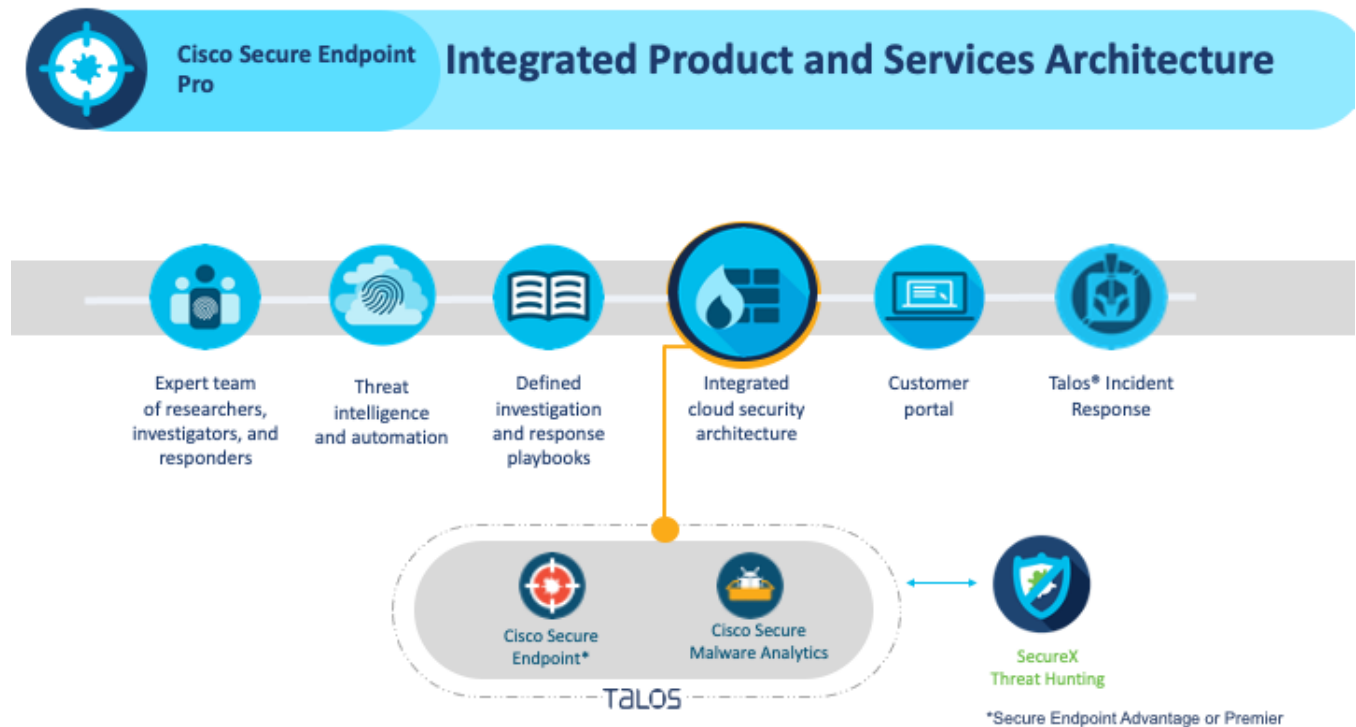 Cisco Secure Endpoint
Pro
Integrated Product and Services Architecture
Expert team
of researchers,
investigators, and
responders
Threat
intelligence
and automation
Defined
investigation
and response
playbooks
Integrated
cloud security
architecture
Customer
portal
Talos® Incident
Response
Cisco Secure
Endpoint*
Cisco Secure
Malware Analytics
TALOS
SecureX
Threat Hunting
*Secure Endpoint Advantage or Premier